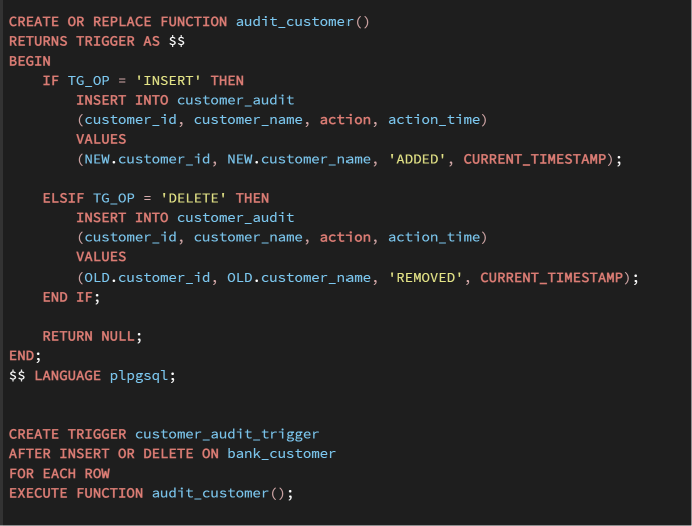 CREATE OR REPLACE FUNCTION audit_customer()
RETURNS TRIGGER AS $$
BEGIN
    IF TG_OP = 'INSERT' THEN
        INSERT INTO customer_audit
        (customer_id, customer_name, action, action_time)
        VALUES
        (NEW.customer_id, NEW.customer_name, 'ADDED', CURRENT_TIMESTAMP);

    ELSIF TG_OP = 'DELETE' THEN
        INSERT INTO customer_audit
        (customer_id, customer_name, action, action_time)
        VALUES
        (OLD.customer_id, OLD.customer_name, 'REMOVED', CURRENT_TIMESTAMP);
    END IF;

    RETURN NULL;
END;
$$ LANGUAGE plpgsql;


CREATE TRIGGER customer_audit_trigger
AFTER INSERT OR DELETE ON bank_customer
FOR EACH ROW
EXECUTE FUNCTION audit_customer();